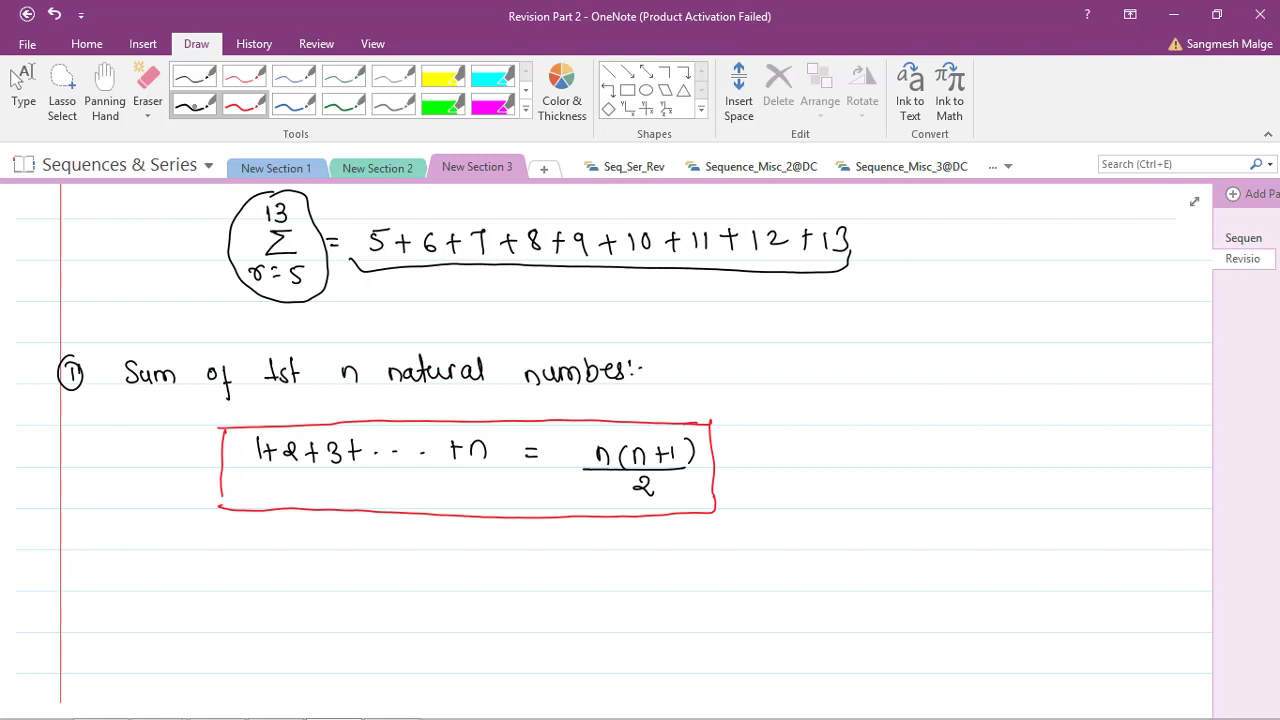 Revision Part 2 - OneNote (Product Activation Failed)
File Home Insert Draw History Review View Sangmesh Malge
Type Lasso Select Panning Hand Eraser Color & Thickness Insert Space Delete Arrange Rotate Ink to Text Ink to Math
Tools Shapes Edit Convert
Sequences & Series New Section 1 New Section 2 New Section 3 Seq_Ser_Rev Sequence_Misc_2@DC Sequence_Misc_3@DC ... Search (Ctrl+E)
Add Pa
Sequen
Revisio
13
Σ = 5+6+7+8+9+10+11+12+13
r=5
① Sum of 1st n natural numbes:-
1+2+3+.... +n = n(n+1)
2